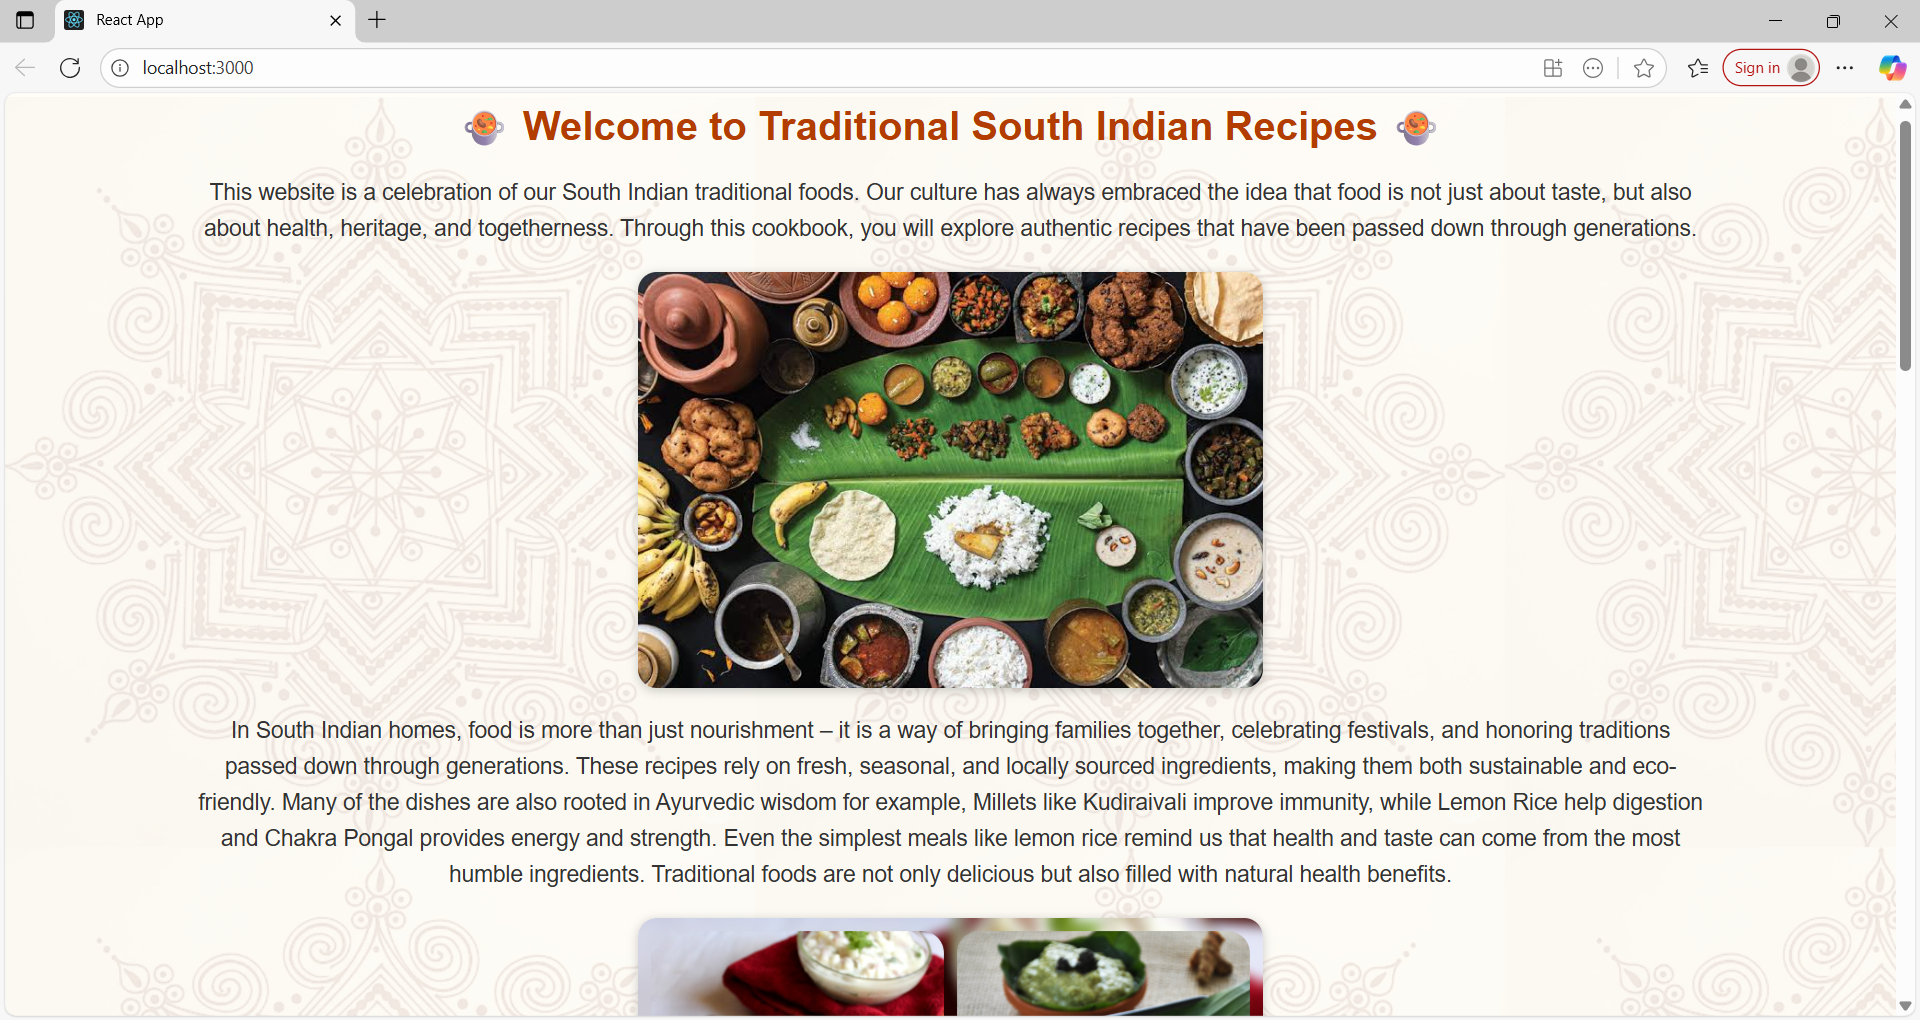 React App
localhost:3000
Sign in
Welcome to Traditional South Indian Recipes
This website is a celebration of our South Indian traditional foods. Our culture has always embraced the idea that food is not just about taste, but also
about health, heritage, and togetherness. Through this cookbook, you will explore authentic recipes that have been passed down through generations.
In South Indian homes, food is more than just nourishment – it is a way of bringing families together, celebrating festivals, and honoring traditions
passed down through generations. These recipes rely on fresh, seasonal, and locally sourced ingredients, making them both sustainable and eco-
friendly. Many of the dishes are also rooted in Ayurvedic wisdom for example, Millets like Kudiraivali improve immunity, while Lemon Rice help digestion
and Chakra Pongal provides energy and strength. Even the simplest meals like lemon rice remind us that health and taste can come from the most
humble ingredients. Traditional foods are not only delicious but also filled with natural health benefits.